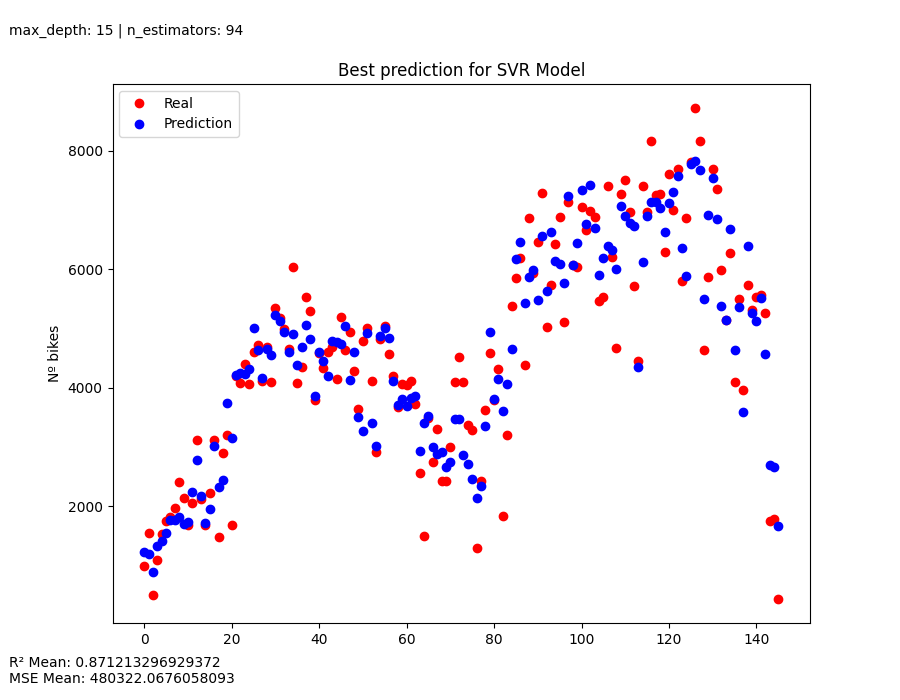 max_depth: 15 | n_estimators: 94
Best prediction for SVR Model
Real
Prediction
Nº bikes
8000
6000
4000
2000
0 20 40 60 80 100 120 140
R² Mean: 0.871213296929372
MSE Mean: 480322.0676058093